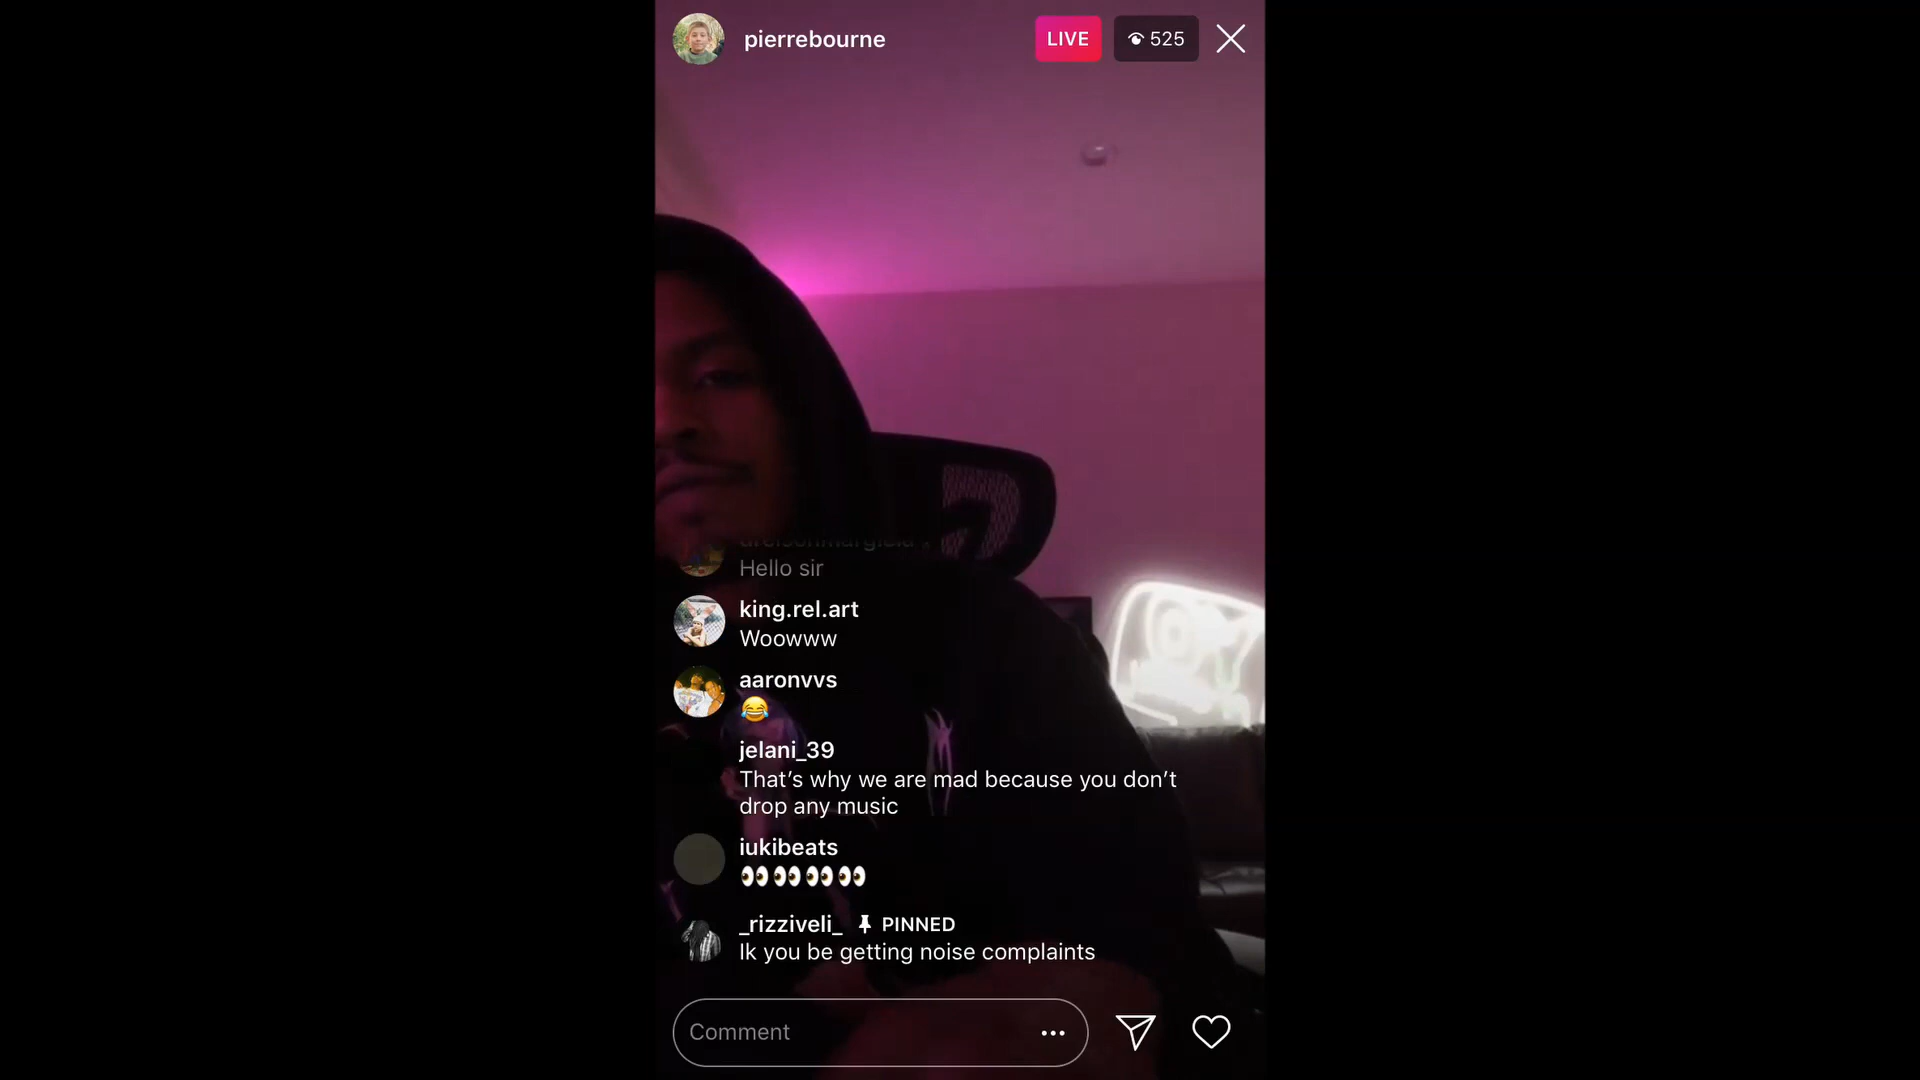 pierrebourne
LIVE
525
Hello sir
king.rel.art
Woowww
aaronvvs
😂
jelani_39
That’s why we are mad because you don’t
drop any music
iukibeats
👀👀👀👀
_rizziveli_ PINNED
Ik you be getting noise complaints
Comment